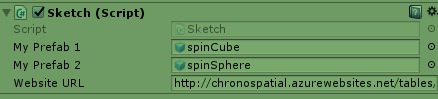 Sketch (Script)
Script Sketch
My Prefab 1 spinCube
My Prefab 2 spinSphere
Website URL http://chronospatial.azurewebsites.net/tables,